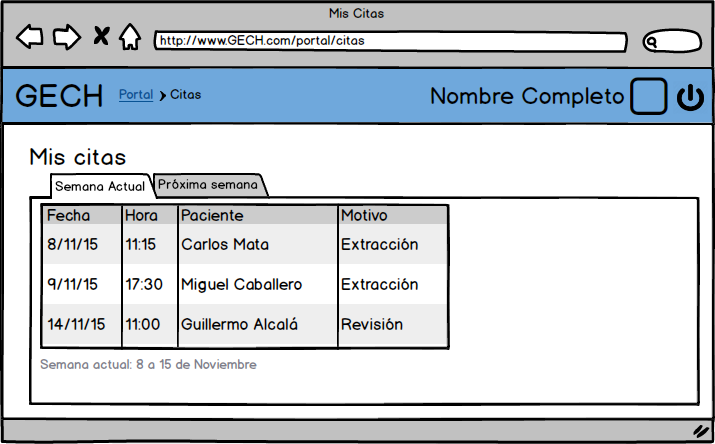 Mis Citas
http://www.GECH.com/portal/citas
GECH Portal Citas Nombre Completo
Mis citas
Semana Actual Próxima semana
Fecha Hora Paciente Motivo
8/11/15 11:15 Carlos Mata Extracción
9/11/15 17:30 Miguel Caballero Extracción
14/11/15 11:00 Guillermo Alcalá Revisión
Semana actual: 8 a 15 de Noviembre